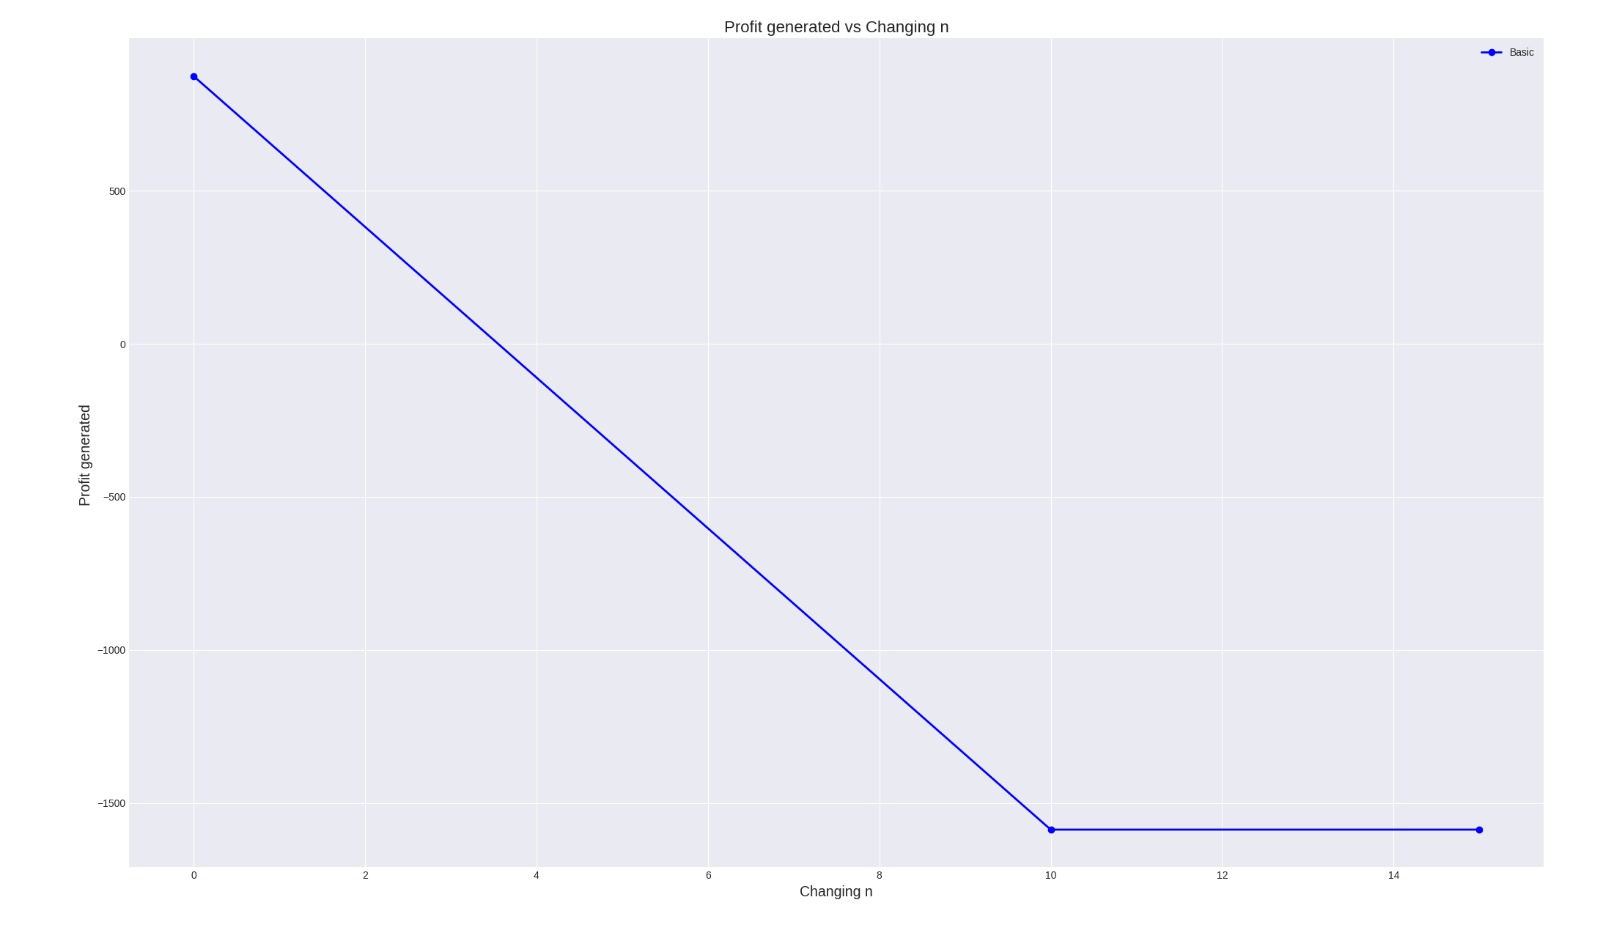 Profit generated vs Changing n
Basic
500
0
−500
−1000
−1500
Profit generated
0 2 4 6 8 10 12 14
Changing n